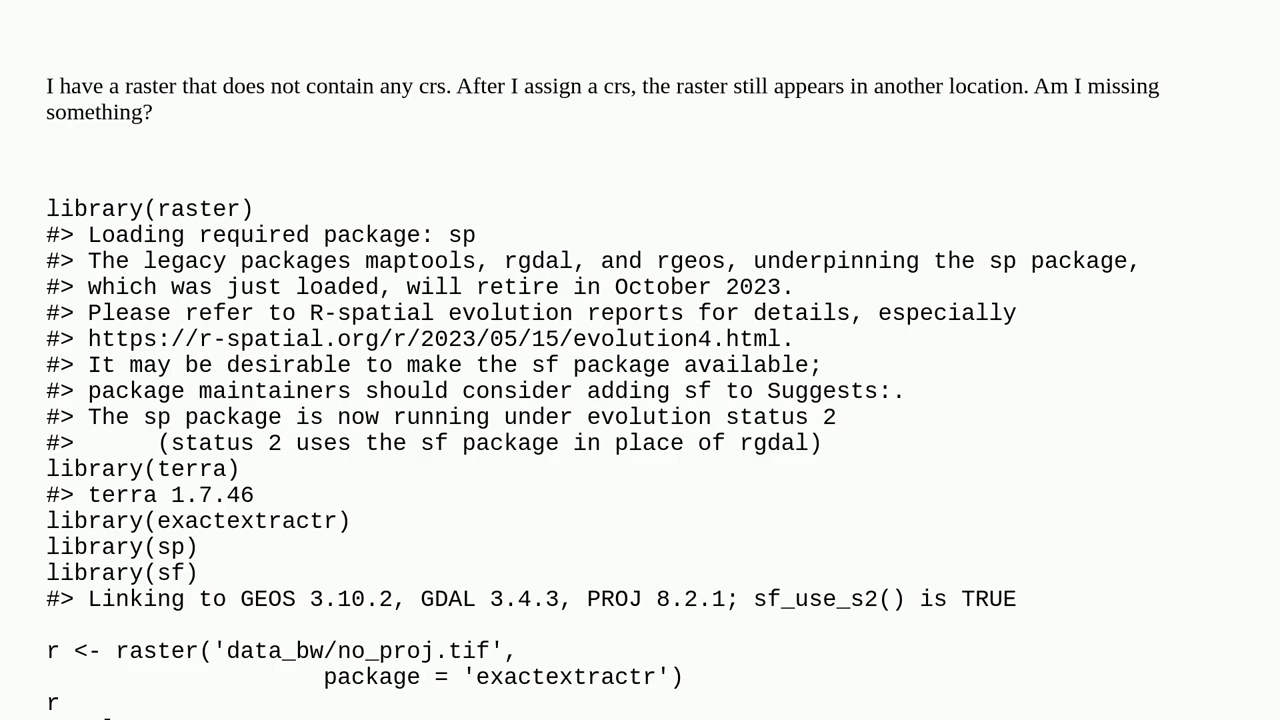 I have a raster that does not contain any crs. After I assign a crs, the raster still appears in another location. Am I missing
something?
library(raster)
#> Loading required package: sp
#> The legacy packages maptools, rgdal, and rgeos, underpinning the sp package,
#> which was just loaded, will retire in October 2023.
#> Please refer to R-spatial evolution reports for details, especially
#> https://r-spatial.org/r/2023/05/15/evolution4.html.
#> It may be desirable to make the sf package available;
#> package maintainers should consider adding sf to Suggests:.
#> The sp package is now running under evolution status 2
#>      (status 2 uses the sf package in place of rgdal)
library(terra)
#> terra 1.7.46
library(exactextractr)
library(sp)
library(sf)
#> Linking to GEOS 3.10.2, GDAL 3.4.3, PROJ 8.2.1; sf_use_s2() is TRUE
r <- raster('data_bw/no_proj.tif',
                    package = 'exactextractr')
r